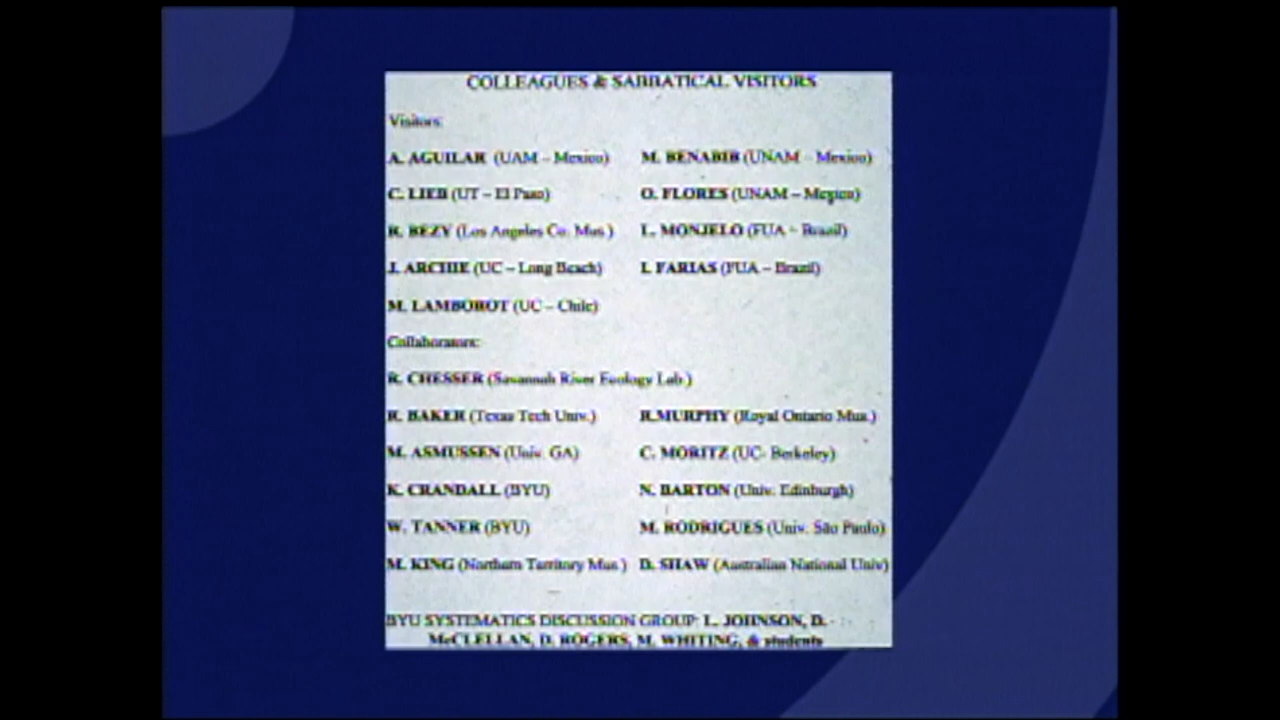 COLLEAGUES & SABBATICAL VISITORS
Visitors:
A. AGUILAR (UAM – Mexico) M. BENABIB (UNAM – Mexico)
C. LIEB (UT – El Paso) O. FLORES (UNAM – Mexico)
R. BEZY (Los Angeles Co. Mus.) L. MONJELO (FUA – Brazil)
J. ARCHIE (UC – Long Beach) I. FARIAS (FUA – Brazil)
M. LAMBOROT (UC – Chile)
Collaborators:
R. CHESSER (Savannah River Ecology Lab.)
R. BAKER (Texas Tech Univ.) R.MURPHY (Royal Ontario Mus.)
M. ASMUSSEN (Univ. GA) C. MORITZ (UC- Berkeley)
K. CRANDALL (BYU) N. BARTON (Univ. Edinburgh)
W. TANNER (BYU) M. RODRIGUES (Univ. São Paulo)
M. KING (Northern Territory Mus.) D. SHAW (Australian National Univ)
BYU SYSTEMATICS DISCUSSION GROUP: L. JOHNSON, D.
McCLELLAN, D. ROGERS, M. WHITING, & students